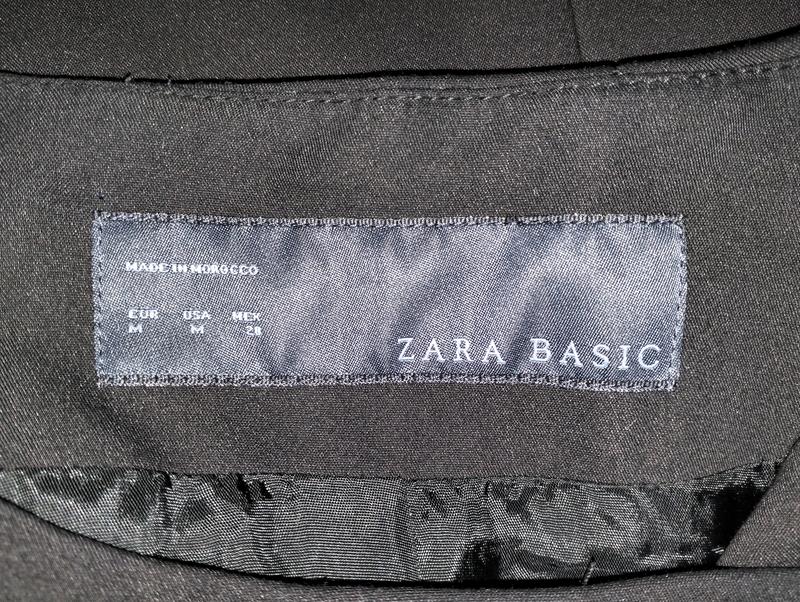 MADE IN MOROCCO
EUR USA MEX
M M 28
ZARA BASIC